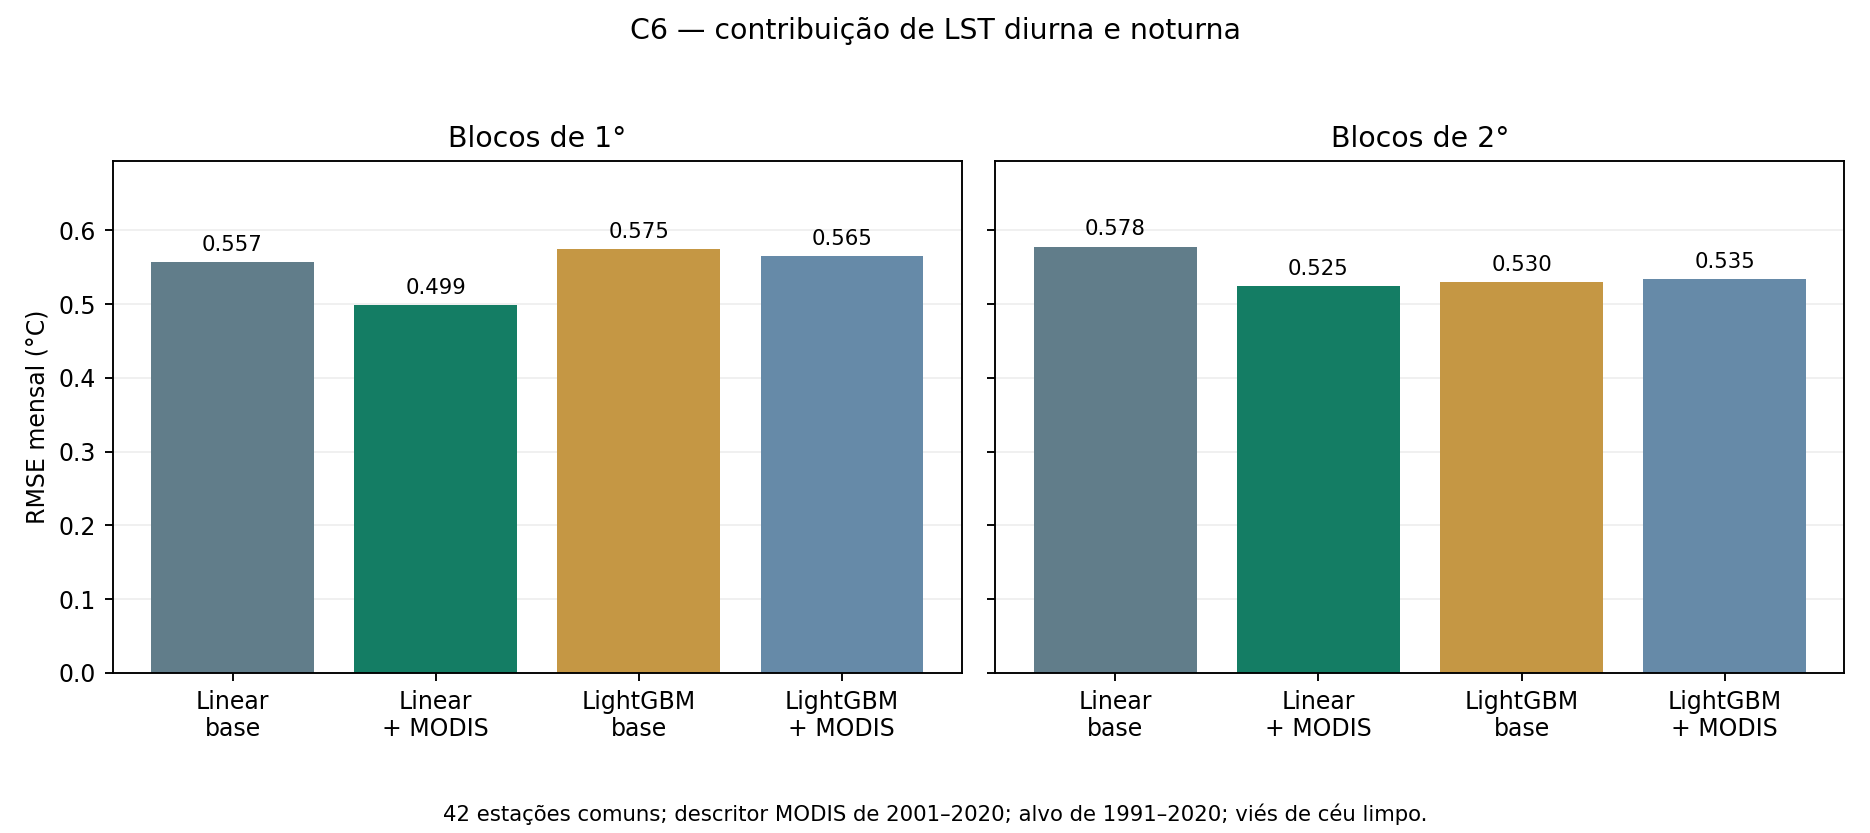 C6 — contribuição de LST diurna e noturna
Blocos de 1°
Blocos de 2°
RMSE mensal (°C)
0.6
0.5
0.4
0.3
0.2
0.1
0.0
0.557
0.499
0.575
0.565
0.578
0.525
0.530
0.535
Linear
base
Linear
+ MODIS
LightGBM
base
LightGBM
+ MODIS
Linear
base
Linear
+ MODIS
LightGBM
base
LightGBM
+ MODIS
42 estações comuns; descritor MODIS de 2001–2020; alvo de 1991–2020; viés de céu limpo.